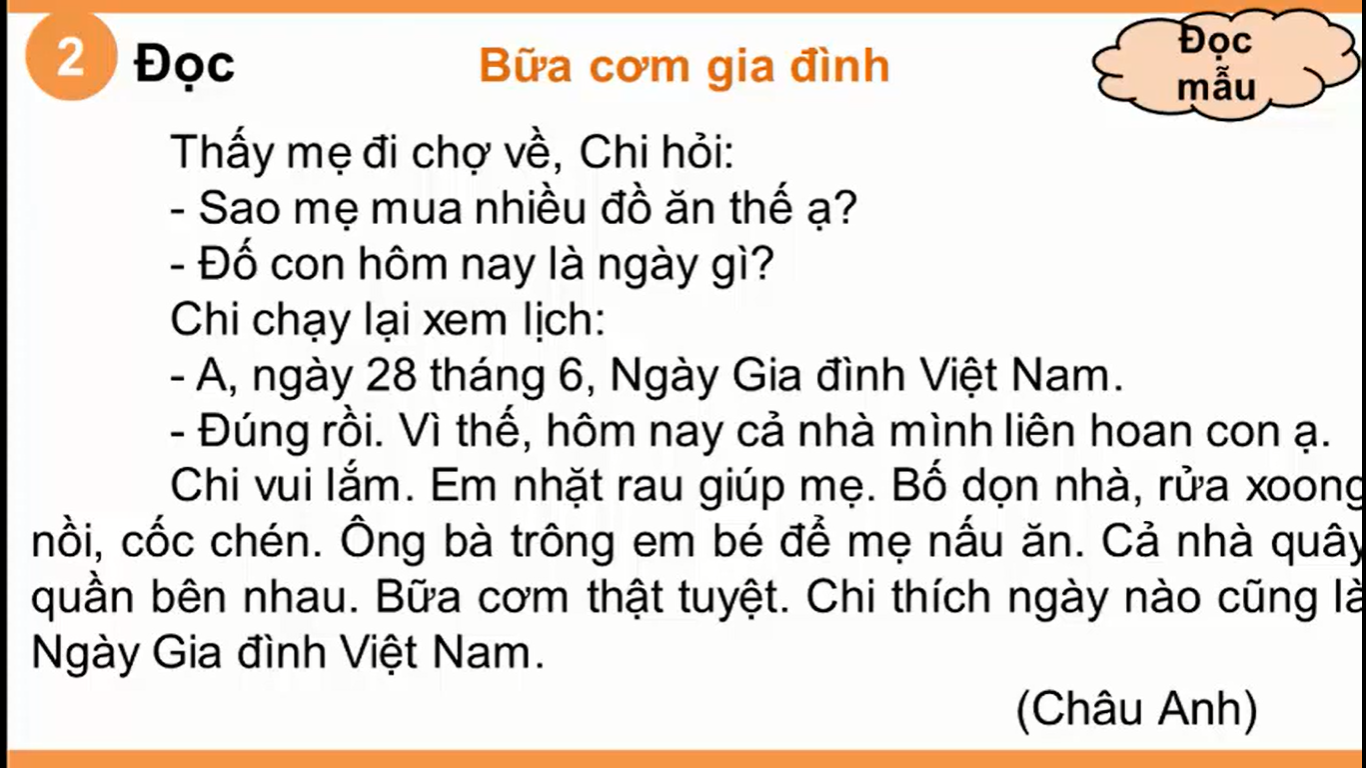 2 Đọc
Bữa cơm gia đình
Đọc
mẫu
Thấy mẹ đi chợ về, Chi hỏi:
- Sao mẹ mua nhiều đồ ăn thế ạ?
- Đố con hôm nay là ngày gì?
Chi chạy lại xem lịch:
- A, ngày 28 tháng 6, Ngày Gia đình Việt Nam.
- Đúng rồi. Vì thế, hôm nay cả nhà mình liên hoan con ạ.
Chi vui lắm. Em nhặt rau giúp mẹ. Bố dọn nhà, rửa xoong
nồi, cốc chén. Ông bà trông em bé để mẹ nấu ăn. Cả nhà quây
quần bên nhau. Bữa cơm thật tuyệt. Chi thích ngày nào cũng là
Ngày Gia đình Việt Nam.
(Châu Anh)